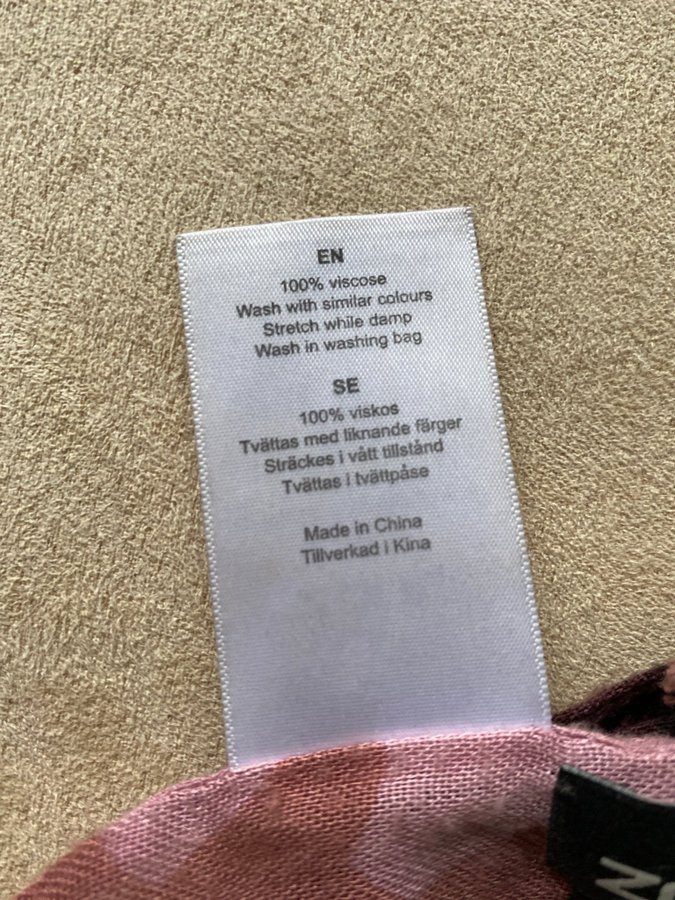 EN
100% viscose
Wash with similar colours
Stretch while damp
Wash in washing bag
SE
100% viskos
Tvättas med liknande färger
Sträckes i vått tillstånd
Tvättas i tvättpåse
Made in China
Tillverkad i Kina